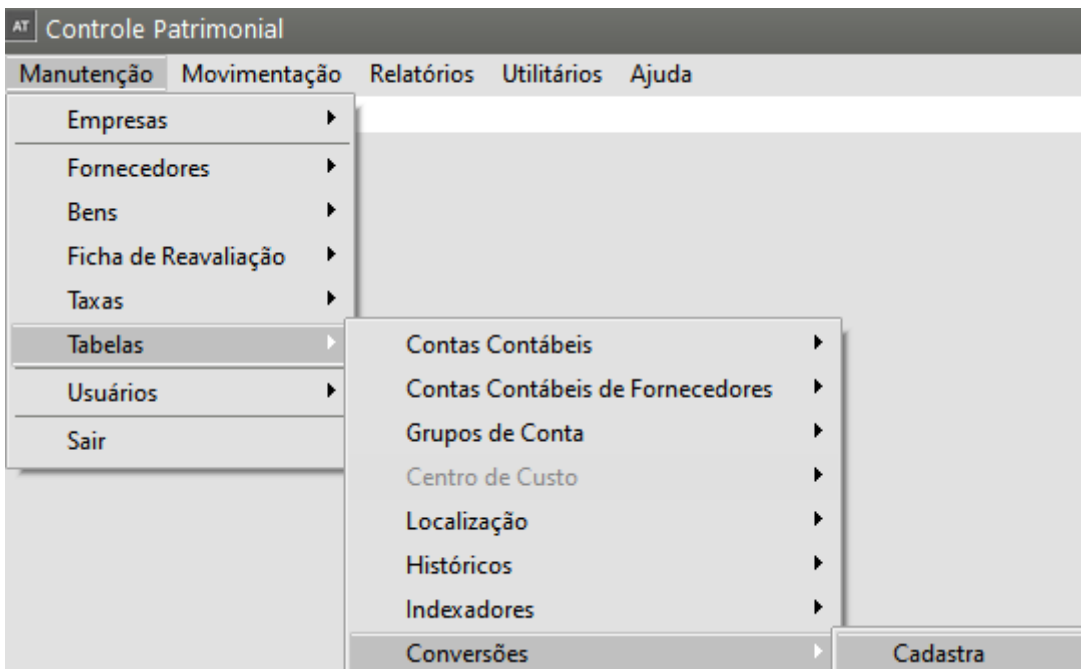 AT Controle Patrimonial
Manutenção Movimentação Relatórios Utilitários Ajuda
Empresas
Fornecedores
Bens
Ficha de Reavaliação
Taxas
Tabelas
Usuários
Sair
Contas Contábeis
Contas Contábeis de Fornecedores
Grupos de Conta
Centro de Custo
Localização
Históricos
Indexadores
Conversões
Cadastra